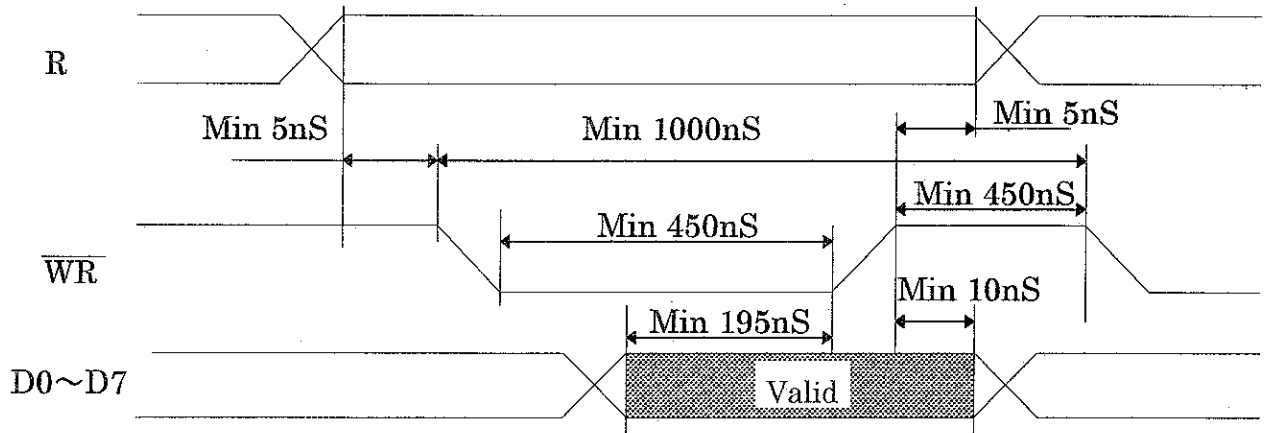 R
Min 5nS
Min 1000nS
Min 5nS
Min 450nS
Min 450nS
WR
Min 10nS
Min 195nS
D0～D7
Valid